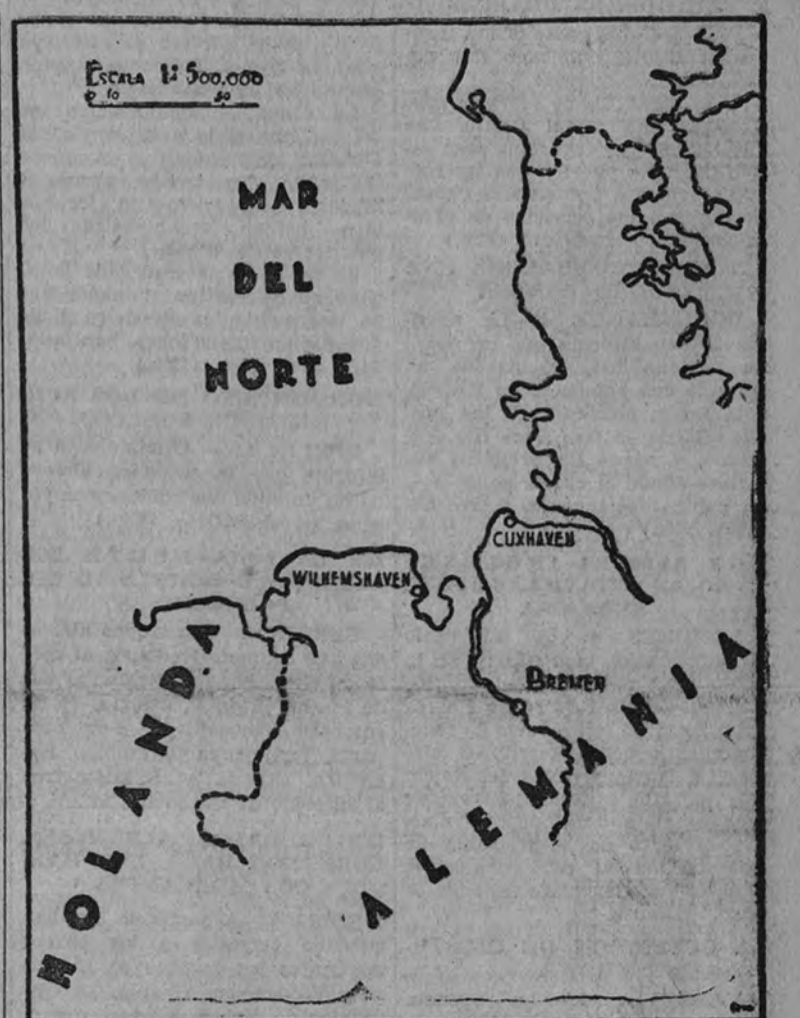 ESCALA 1: 500.000
0 10 50
MAR
DEL
NORTE
CUXHAVEN
WILHEMSHAVEN
BREMEN
HOLANDA
ALEMANIA